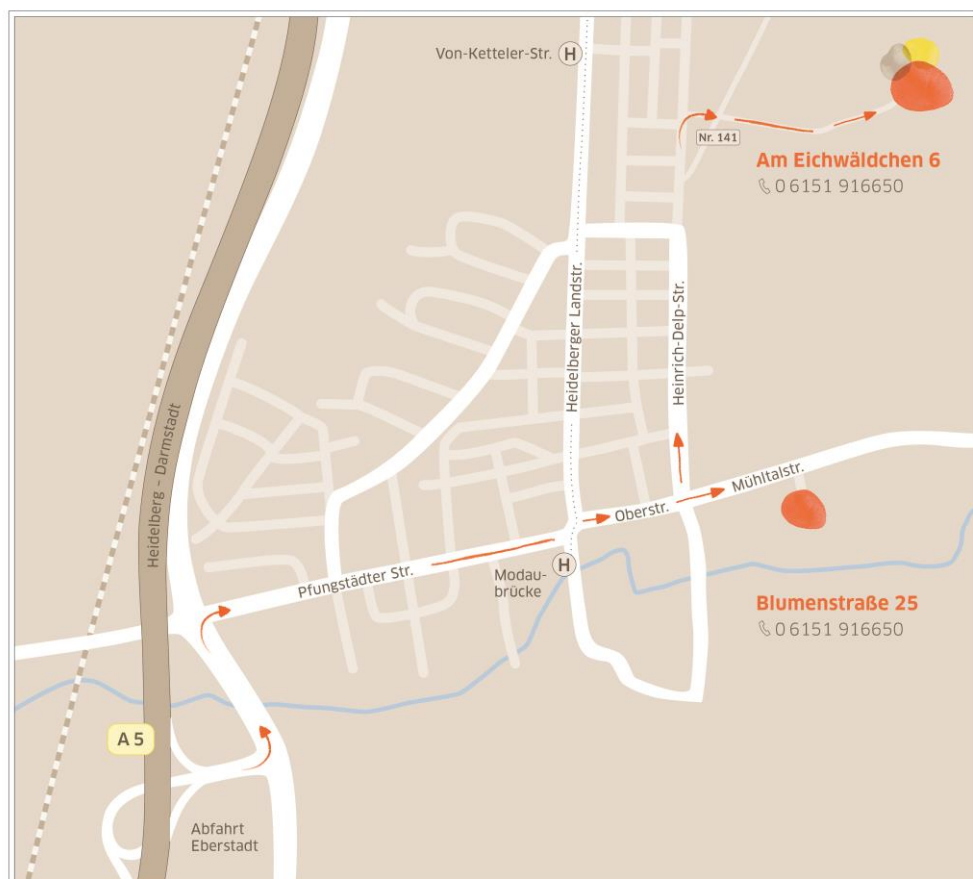 Von-Ketteler-Str. H
Nr. 141
Am Eichwäldchen 6
0 6151 916650
Heidelberger Landstr.
Heinrich-Delp-Str.
Heidelberg – Darmstadt
Mühltalstr.
Oberstr.
Pfungstädter Str.
H
Modau-
brücke
Blumenstraße 25
0 6151 916650
A 5
Abfahrt
Eberstadt